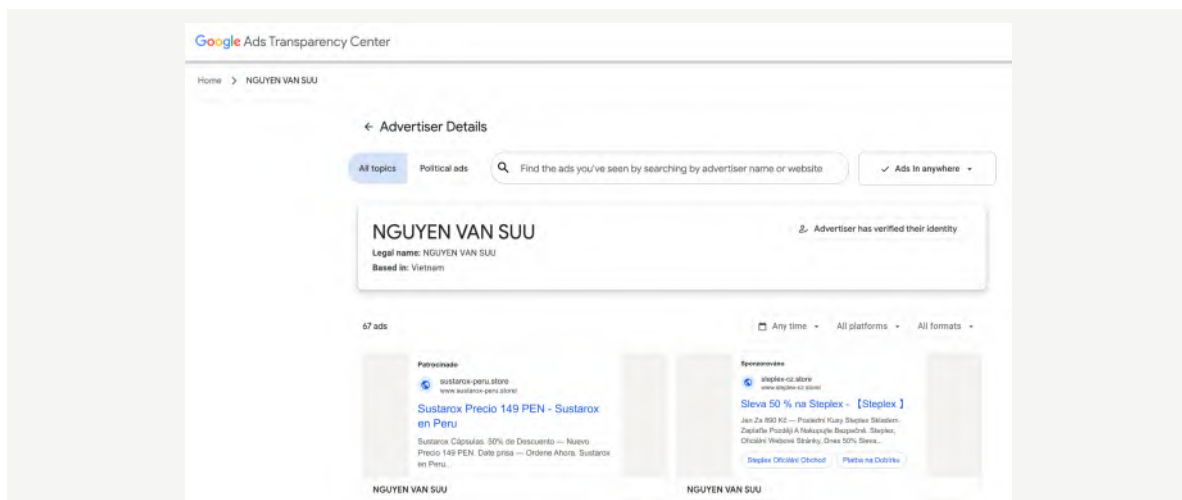 Google Ads Transparency Center
Home > NGUYEN VAN SUU
← Advertiser Details
All topics
Political ads
Find the ads you've seen by searching by advertiser name or website
Ads in anywhere
NGUYEN VAN SUU
Advertiser has verified their identity
Legal name: NGUYEN VAN SUU
Based in: Vietnam
67 ads
Any time
All platforms
All formats
Patrocinado
sustarox-peru.store
www.sustarox-peru.store/
Sustarox Precio 149 PEN - Sustarox
en Peru
Sustarox Cápsulas. 50% de Descuento — Nuevo
Precio 149 PEN. Date prisa — Ordene Ahora. Sustarox
en Peru.
NGUYEN VAN SUU
Sponzorováno
steplex-cz.store
www.steplex-cz.store/
Sleva 50 % na Steplex - 【Steplex 】
Jen Za 890 Kč — Poslední Kusy Steplex Skladem.
Zaplaťte Později A Nakupujte Bezpečně. Steplex,
Oficiální Webové Stránky, Dnes 50% Sleva...
Steplex Oficiální Obchod
Platba na Dobírku
NGUYEN VAN SUU